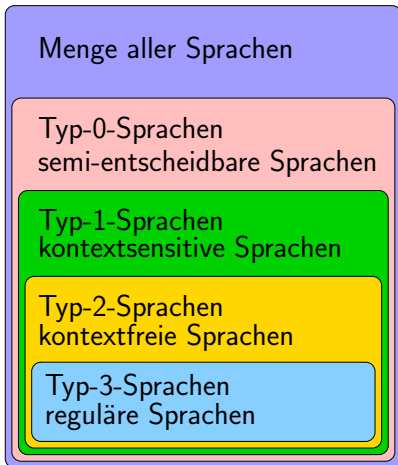 Menge aller Sprachen
Typ-0-Sprachen
semi-entscheidbare Sprachen
Typ-1-Sprachen
kontextsensitive Sprachen
Typ-2-Sprachen
kontextfreie Sprachen
Typ-3-Sprachen
reguläre Sprachen